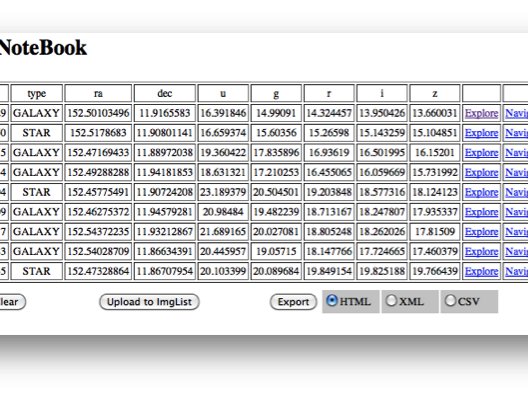 NoteBook
type ra dec u g r i z
9 GALAXY 152.50103496 11.9165583 16.391846 14.99091 14.324457 13.950426 13.660031 Explore Navi
0 STAR 152.5178683 11.90801141 16.659374 15.60356 15.26598 15.143259 15.104851 Explore Navi
5 GALAXY 152.47169433 11.88972038 19.360422 17.835896 16.93619 16.501995 16.15201 Explore Navi
4 GALAXY 152.49288288 11.94181853 18.631321 17.210253 16.455065 16.059669 15.731992 Explore Navi
4 STAR 152.45775491 11.90724208 23.189379 20.504501 19.203848 18.577316 18.124123 Explore Navi
9 GALAXY 152.46275372 11.94579281 20.98484 19.482239 18.713167 18.247807 17.935337 Explore Navi
7 GALAXY 152.54372235 11.93212867 21.689165 20.027081 18.805248 18.262026 17.81509 Explore Navi
3 GALAXY 152.54028709 11.86634391 20.445957 19.05715 18.147766 17.724665 17.460379 Explore Navi
5 STAR 152.47328864 11.86707954 20.103399 20.089684 19.849154 19.825188 19.766439 Explore Navi
lear Upload to ImgList Export HTML XML CSV